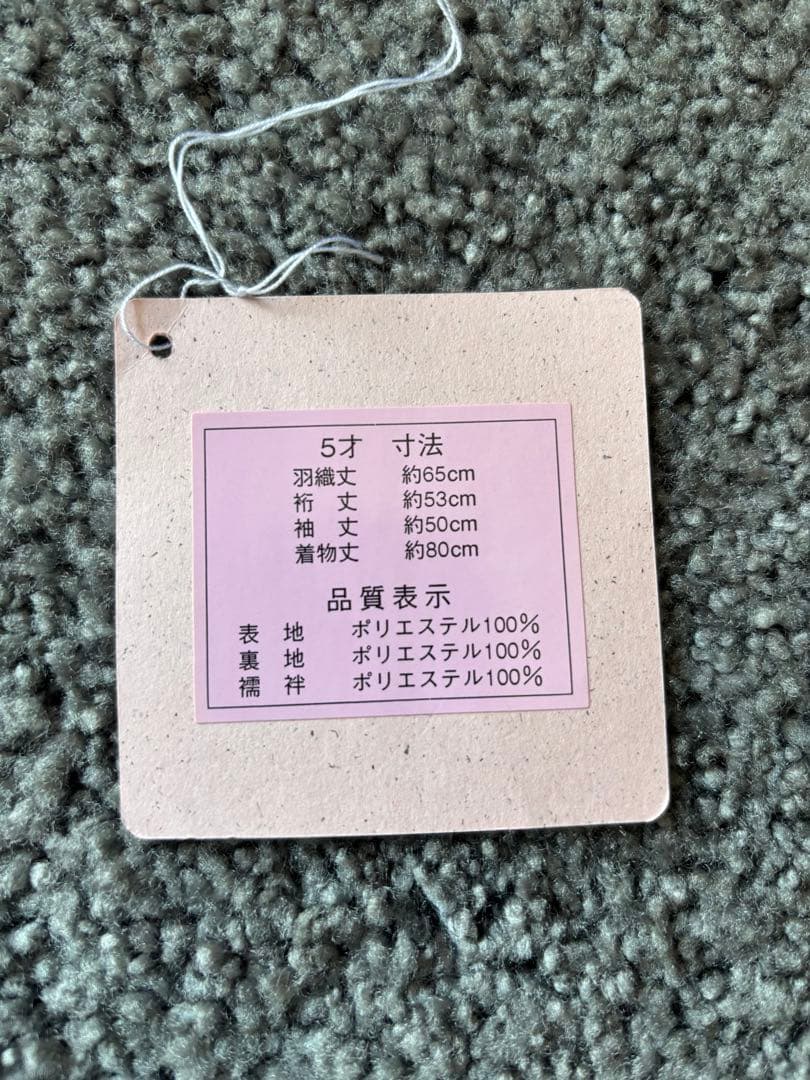 5才 寸法
羽織丈 約65cm
裄丈 約53cm
袖丈 約50cm
着物丈 約80cm
品質表示
表地 ポリエステル100%
裏地 ポリエステル100%
襦袢 ポリエステル100%